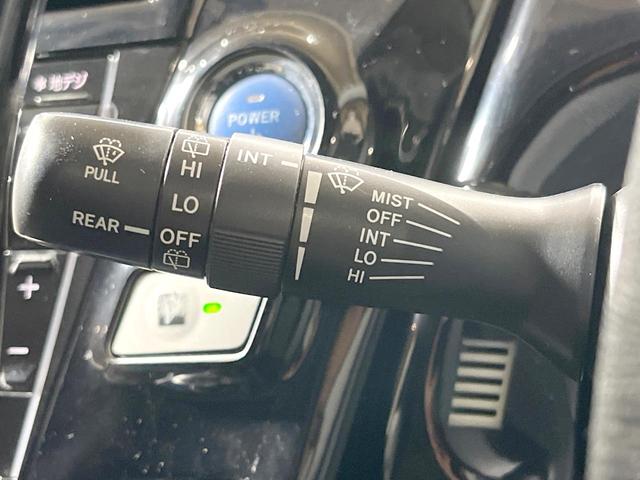 地デジ
POWER
PULL
REAR
HI
LO
OFF
INT
MIST
OFF
INT
LO
HI
+
−